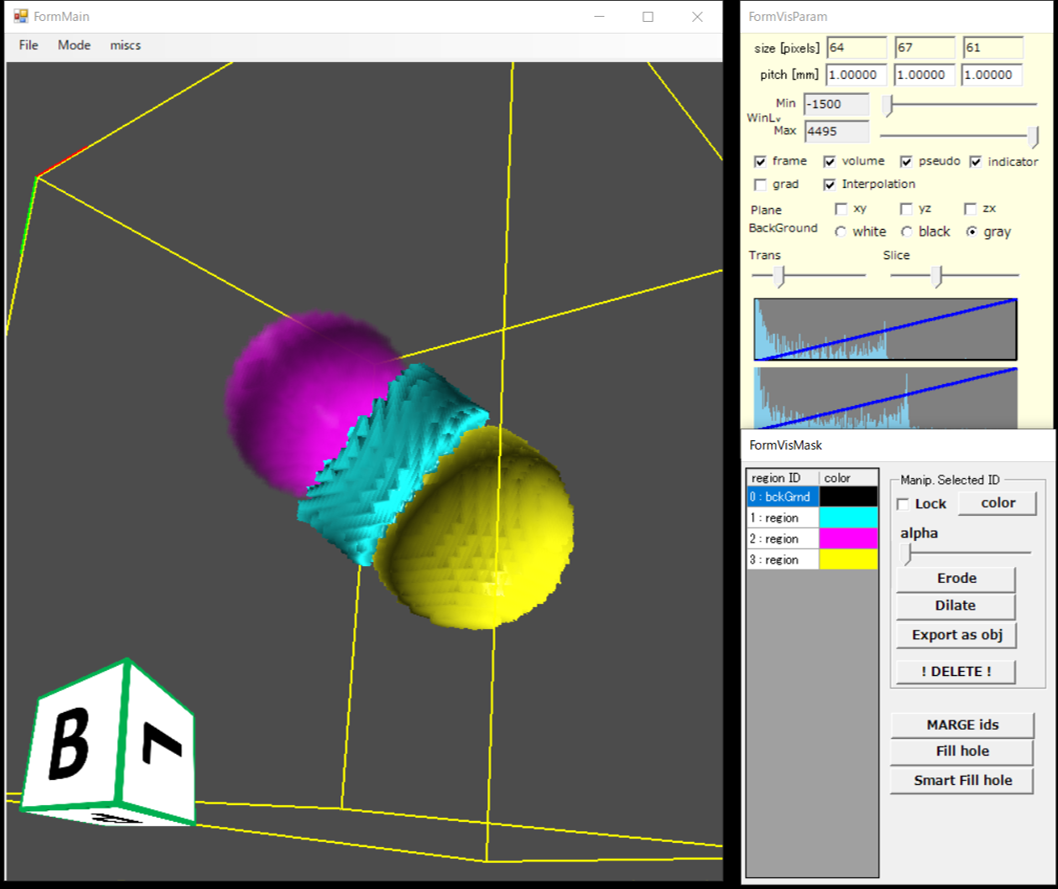 FormMain
File Mode miscs
B 7
FormVisParam
size [pixels] 64 67 61
pitch [mm] 1.00000 1.00000 1.00000
WinLv
Min -1500
Max 4495
frame volume pseudo indicator
grad Interpolation
Plane xy yz zx
BackGround white black gray
Trans Slice
FormVisMask
region ID color
0 : bckGrnd
1 : region
2 : region
3 : region
Manip. Selected ID
Lock color
alpha
Erode
Dilate
Export as obj
! DELETE !
MARGE ids
Fill hole
Smart Fill hole